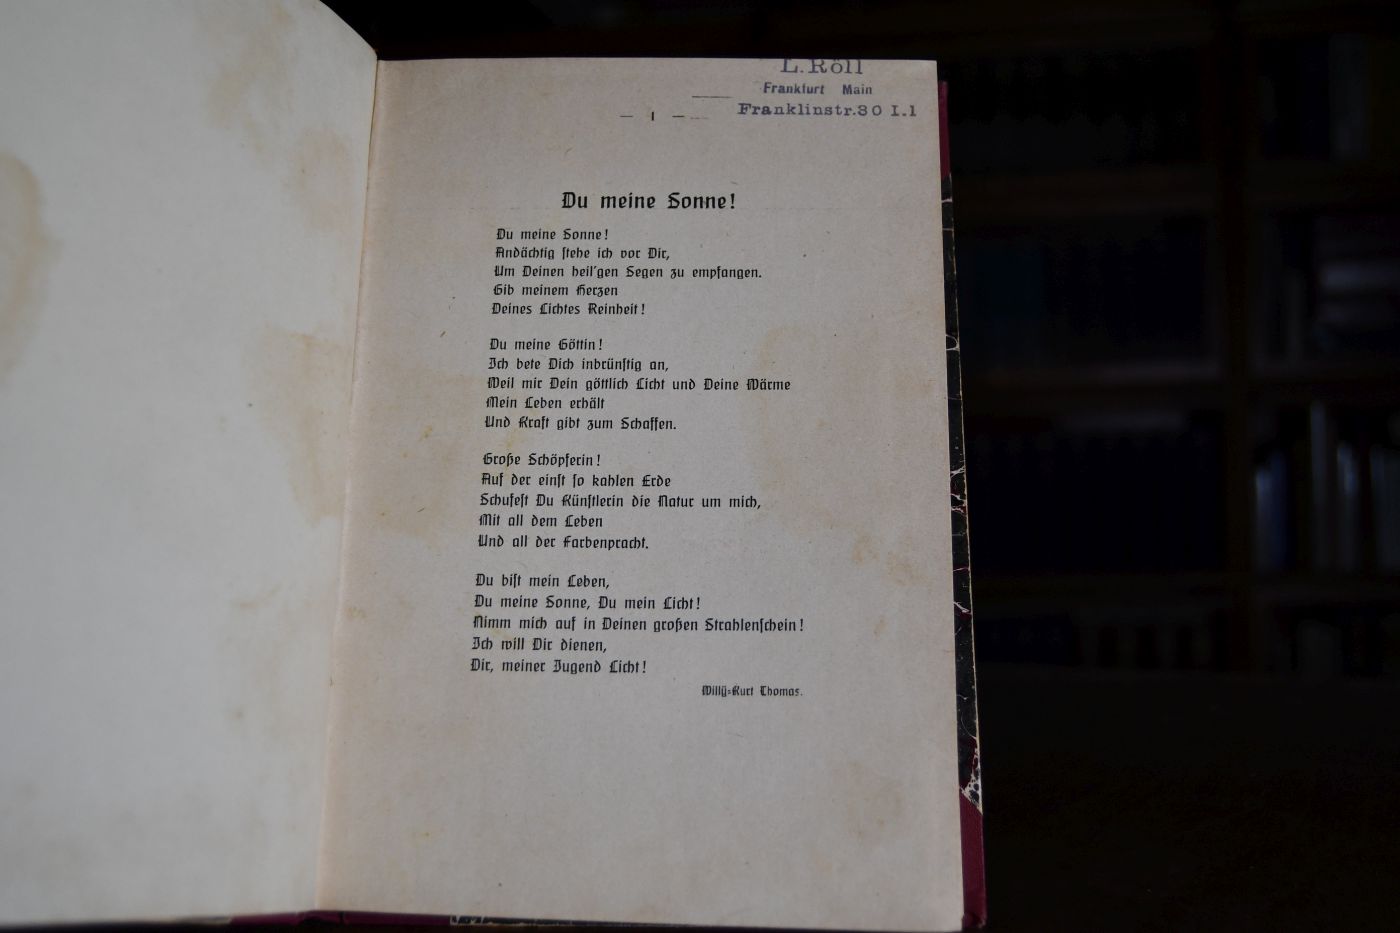 L. Röll
Frankfurt Main
Franklinstr. 30 I. l
— 1 —
Du meine Sonne!
Du meine Sonne!
Andächtig stehe ich vor Dir,
Um Deinen heil'gen Segen zu empfangen.
Gib meinem Herzen
Deines Lichtes Reinheit!
Du meine Göttin!
Ich bete Dich inbrünstig an,
Weil mir Dein göttlich Licht und Deine Wärme
Mein Leben erhält
Und Kraft gibt zum Schaffen.
Große Schöpferin!
Auf der einst so kahlen Erde
Schufest Du Künstlerin die Natur um mich,
Mit all dem Leben
Und all der Farbenpracht.
Du bist mein Leben,
Du meine Sonne, Du mein Licht!
Nimm mich auf in Deinen großen Strahlenschein!
Ich will Dir dienen,
Dir, meiner Jugend Licht!
Willy-Kurt Thomas.